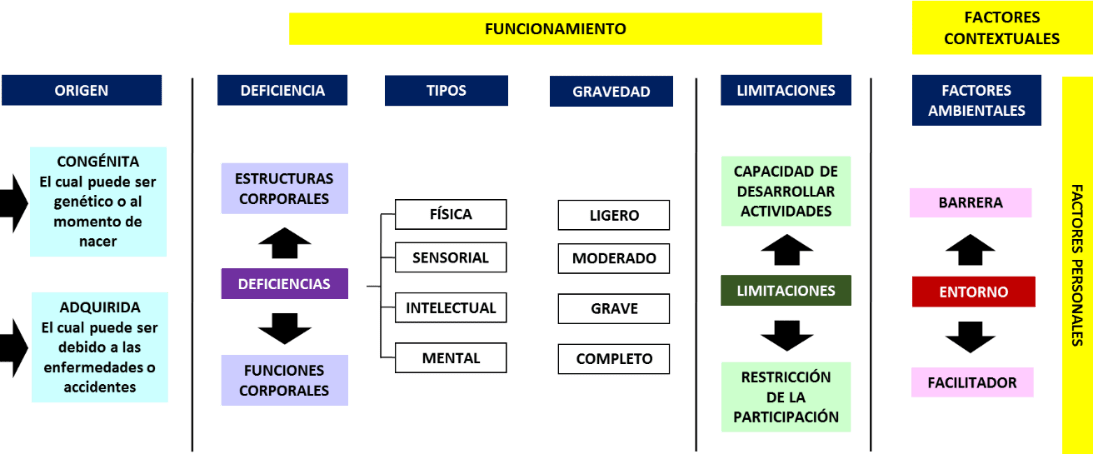 FUNCIONAMIENTO
FACTORES
CONTEXTUALES
ORIGEN
DEFICIENCIA
TIPOS
GRAVEDAD
LIMITACIONES
FACTORES
AMBIENTALES
CONGÉNITA
El cual puede ser
genético o al
momento de
nacer
ADQUIRIDA
El cual puede ser
debido a las
enfermedades o
accidentes
ESTRUCTURAS
CORPORALES
DEFICIENCIAS
FUNCIONES
CORPORALES
FÍSICA
SENSORIAL
INTELECTUAL
MENTAL
LIGERO
MODERADO
GRAVE
COMPLETO
CAPACIDAD DE
DESARROLLAR
ACTIVIDADES
LIMITACIONES
RESTRICCIÓN
DE LA
PARTICIPACIÓN
BARRERA
ENTORNO
FACILITADOR
FACTORES PERSONALES